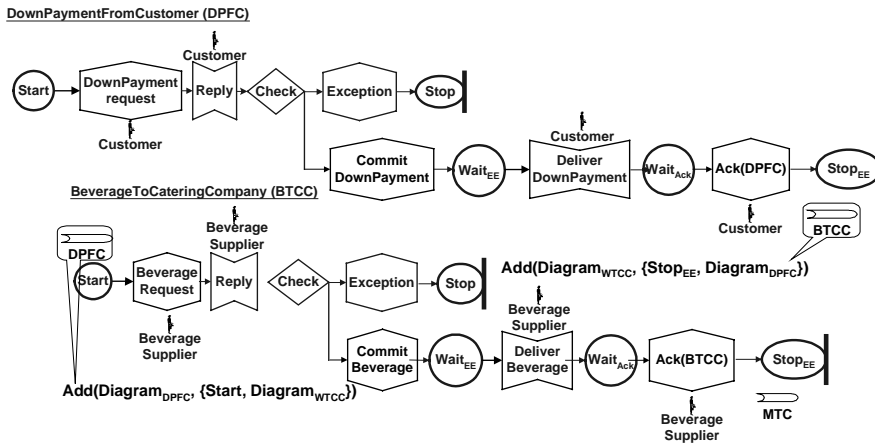 DownPaymentFromCustomer (DPFC)
Customer
Start
DownPayment
request
Reply
Check
Exception
Stop
Customer
Customer
Commit
DownPayment
WaitEE
Deliver
DownPayment
WaitAck
Ack(DPFC)
StopEE
Customer
BeverageToCateringCompany (BTCC)
Beverage
Supplier
BTCC
DPFC
Start
Beverage
Request
Reply
Check
Exception
Stop
Add(DiagramWTCC, {StopEE, DiagramDPFC})
Beverage
Supplier
Beverage
Supplier
Commit
Beverage
WaitEE
Deliver
Beverage
WaitAck
Ack(BTCC)
StopEE
Add(DiagramDPFC, {Start, DiagramWTCC})
Beverage
Supplier
MTC